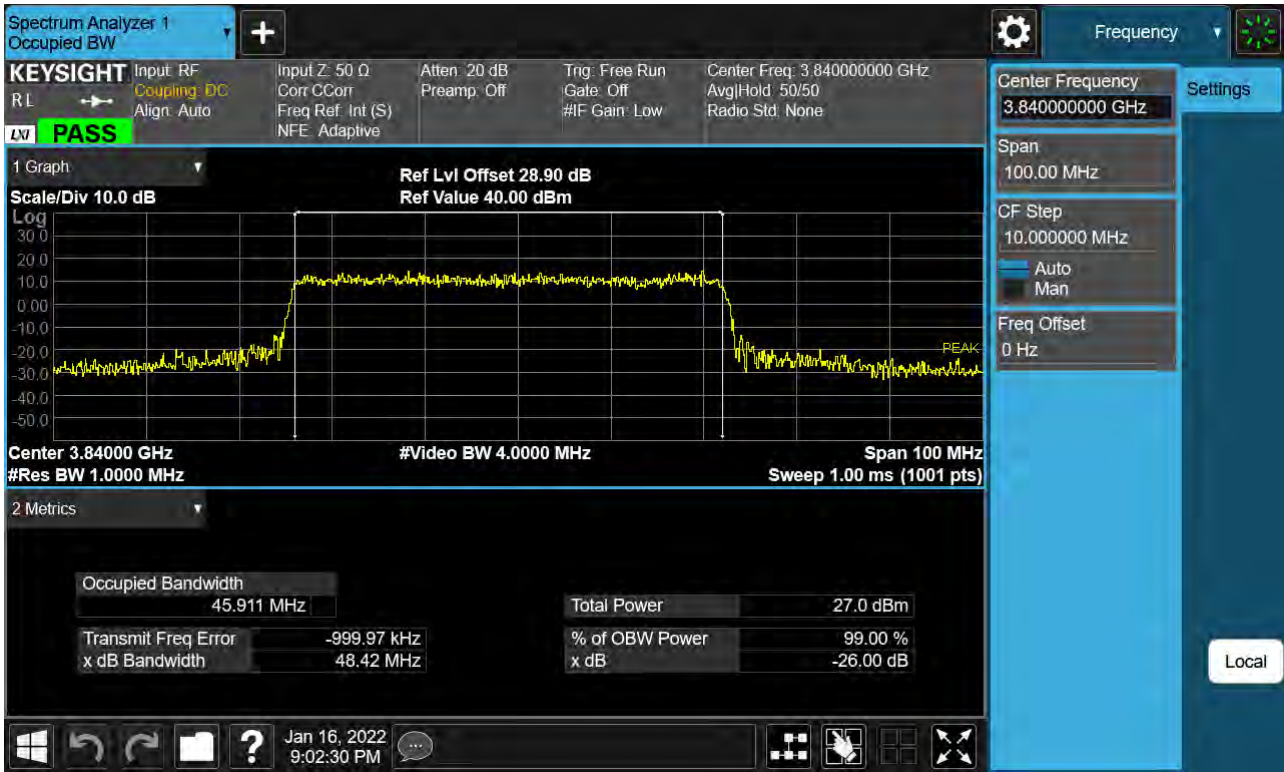 Spectrum Analyzer 1
Occupied BW
Frequency
KEYSIGHT
RL
LXI
PASS
Input: RF
Coupling: DC
Align: Auto
Input Z: 50 Ω
Corr CCorr
Freq Ref: Int (S)
NFE: Adaptive
Atten: 20 dB
Preamp: Off
Trig: Free Run
Gate: Off
#IF Gain: Low
Center Freq: 3.840000000 GHz
Avg|Hold: 50/50
Radio Std: None
Center Frequency
3.840000000 GHz
Settings
Span
100.00 MHz
CF Step
10.000000 MHz
Auto
Man
Freq Offset
0 Hz
Local
1 Graph
Ref Lvl Offset 28.90 dB
Scale/Div 10.0 dB
Ref Value 40.00 dBm
Log
30.0
20.0
10.0
0.00
-10.0
-20.0
-30.0
-40.0
-50.0
PEAK
Center 3.84000 GHz
#Video BW 4.0000 MHz
Span 100 MHz
#Res BW 1.0000 MHz
Sweep 1.00 ms (1001 pts)
2 Metrics
Occupied Bandwidth
45.911 MHz
Total Power 27.0 dBm
Transmit Freq Error -999.97 kHz
% of OBW Power 99.00 %
x dB Bandwidth 48.42 MHz
x dB -26.00 dB
?
Jan 16, 2022
9:02:30 PM